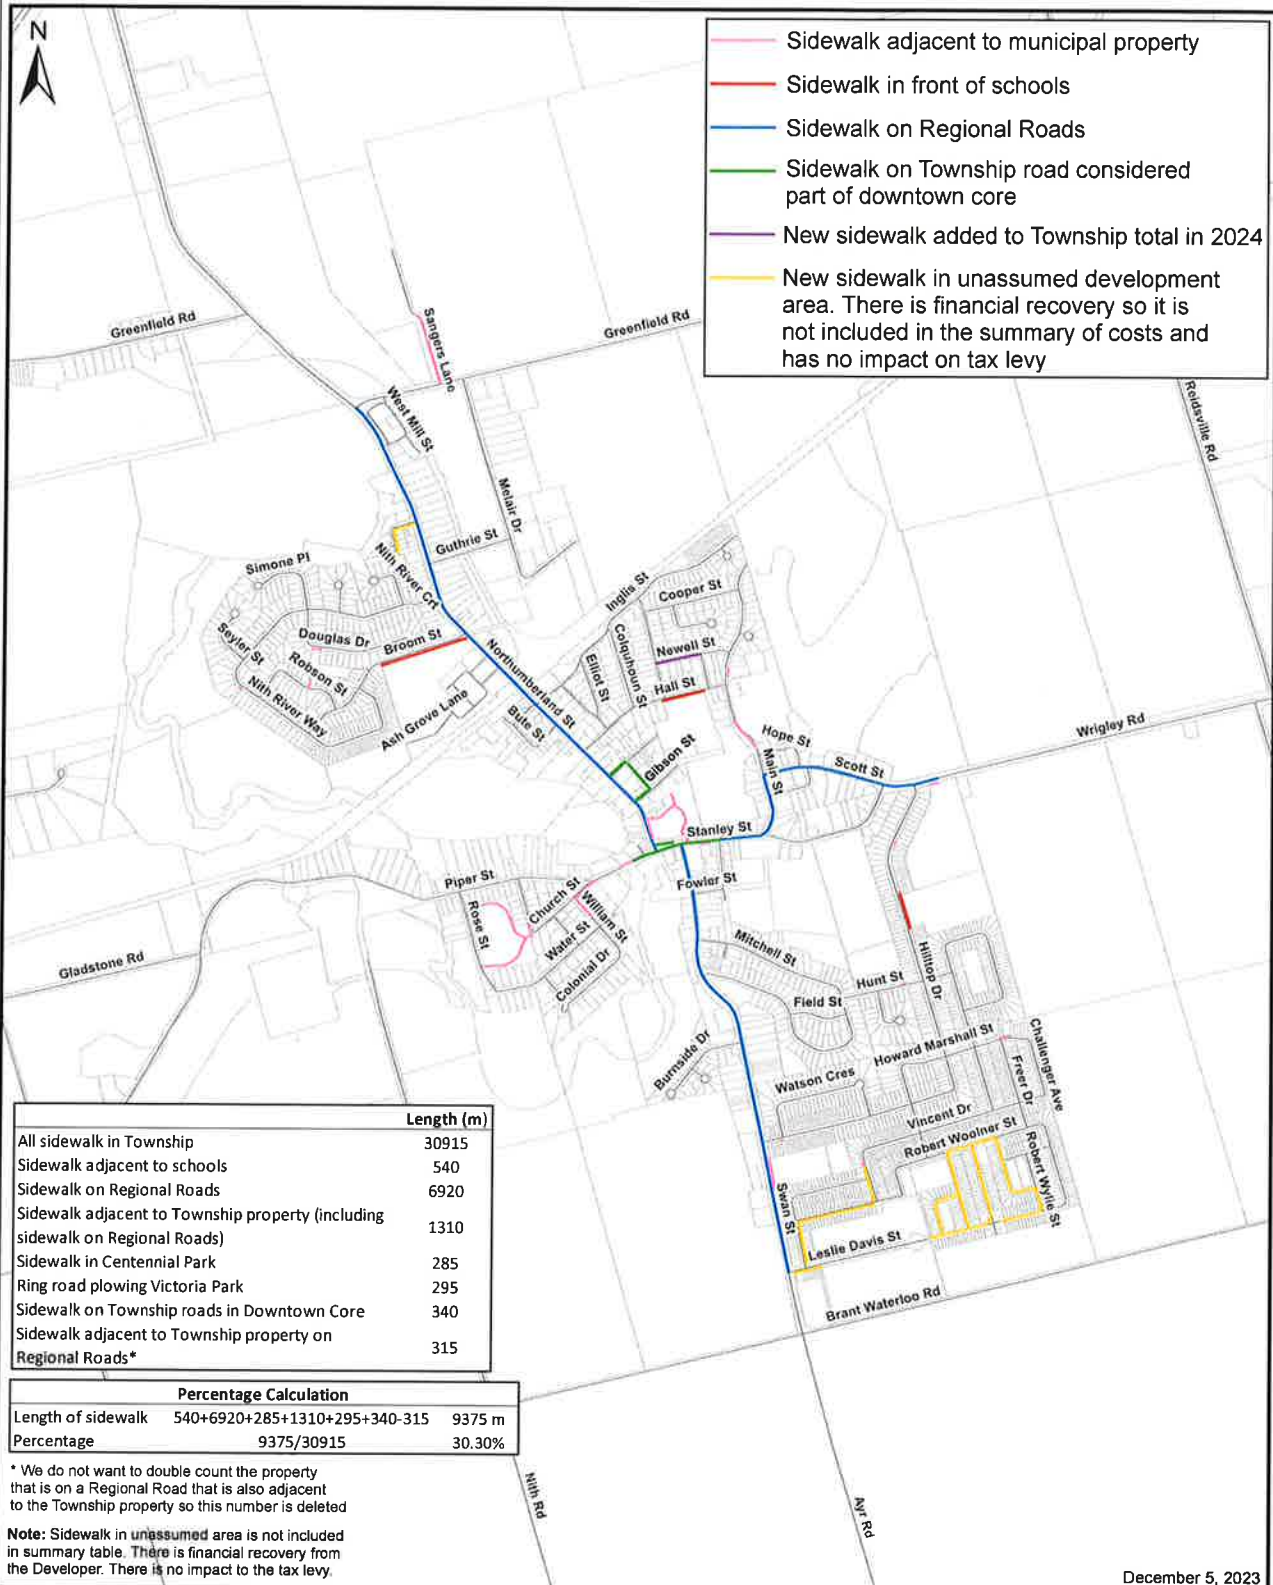 N
Sidewalk adjacent to municipal property
Sidewalk in front of schools
Sidewalk on Regional Roads
Sidewalk on Township road considered
part of downtown core
New sidewalk added to Township total in 2024
New sidewalk in unassumed development
area. There is financial recovery so it is
not included in the summary of costs and
has no impact on tax levy
Greenfield Rd
Sangers Lane
Greenfield Rd
Reidsville Rd
West Mill St
Melair Dr
Guthrie St
Simone Pl
Nith River Crt
Inglis St
Cooper St
Seyler St
Douglas Dr
Broom St
Northumberland St
Colquhoun St
Newell St
Elliot St
Robson St
Hall St
Nith River Way
Ash Grove Lane
Bute St
Gibson St
Hope St
Main St
Scott St
Wrigley Rd
Stanley St
Piper St
Fowler St
Church St
William St
Rose St
Water St
Colonial Dr
Gladstone Rd
Mitchell St
Hilltop Dr
Hunt St
Field St
Burnside Dr
Howard Marshall St
Challenger Ave
Freer Dr
Watson Cres
Vincent Dr
Robert Woolner St
Robert Wylie St
Swan St
Leslie Davis St
Brant Waterloo Rd
Length (m)
All sidewalk in Township 30915
Sidewalk adjacent to schools 540
Sidewalk on Regional Roads 6920
Sidewalk adjacent to Township property (including
sidewalk on Regional Roads) 1310
Sidewalk in Centennial Park 285
Ring road plowing Victoria Park 295
Sidewalk on Township roads in Downtown Core 340
Sidewalk adjacent to Township property on
Regional Roads* 315
Percentage Calculation
Length of sidewalk 540+6920+285+1310+295+340-315 9375 m
Percentage 9375/30915 30.30%
* We do not want to double count the property
that is on a Regional Road that is also adjacent
to the Township property so this number is deleted
Note: Sidewalk in unassumed area is not included
in summary table. There is financial recovery from
the Developer. There is no impact to the tax levy.
Nith Rd
Ayr Rd
December 5, 2023